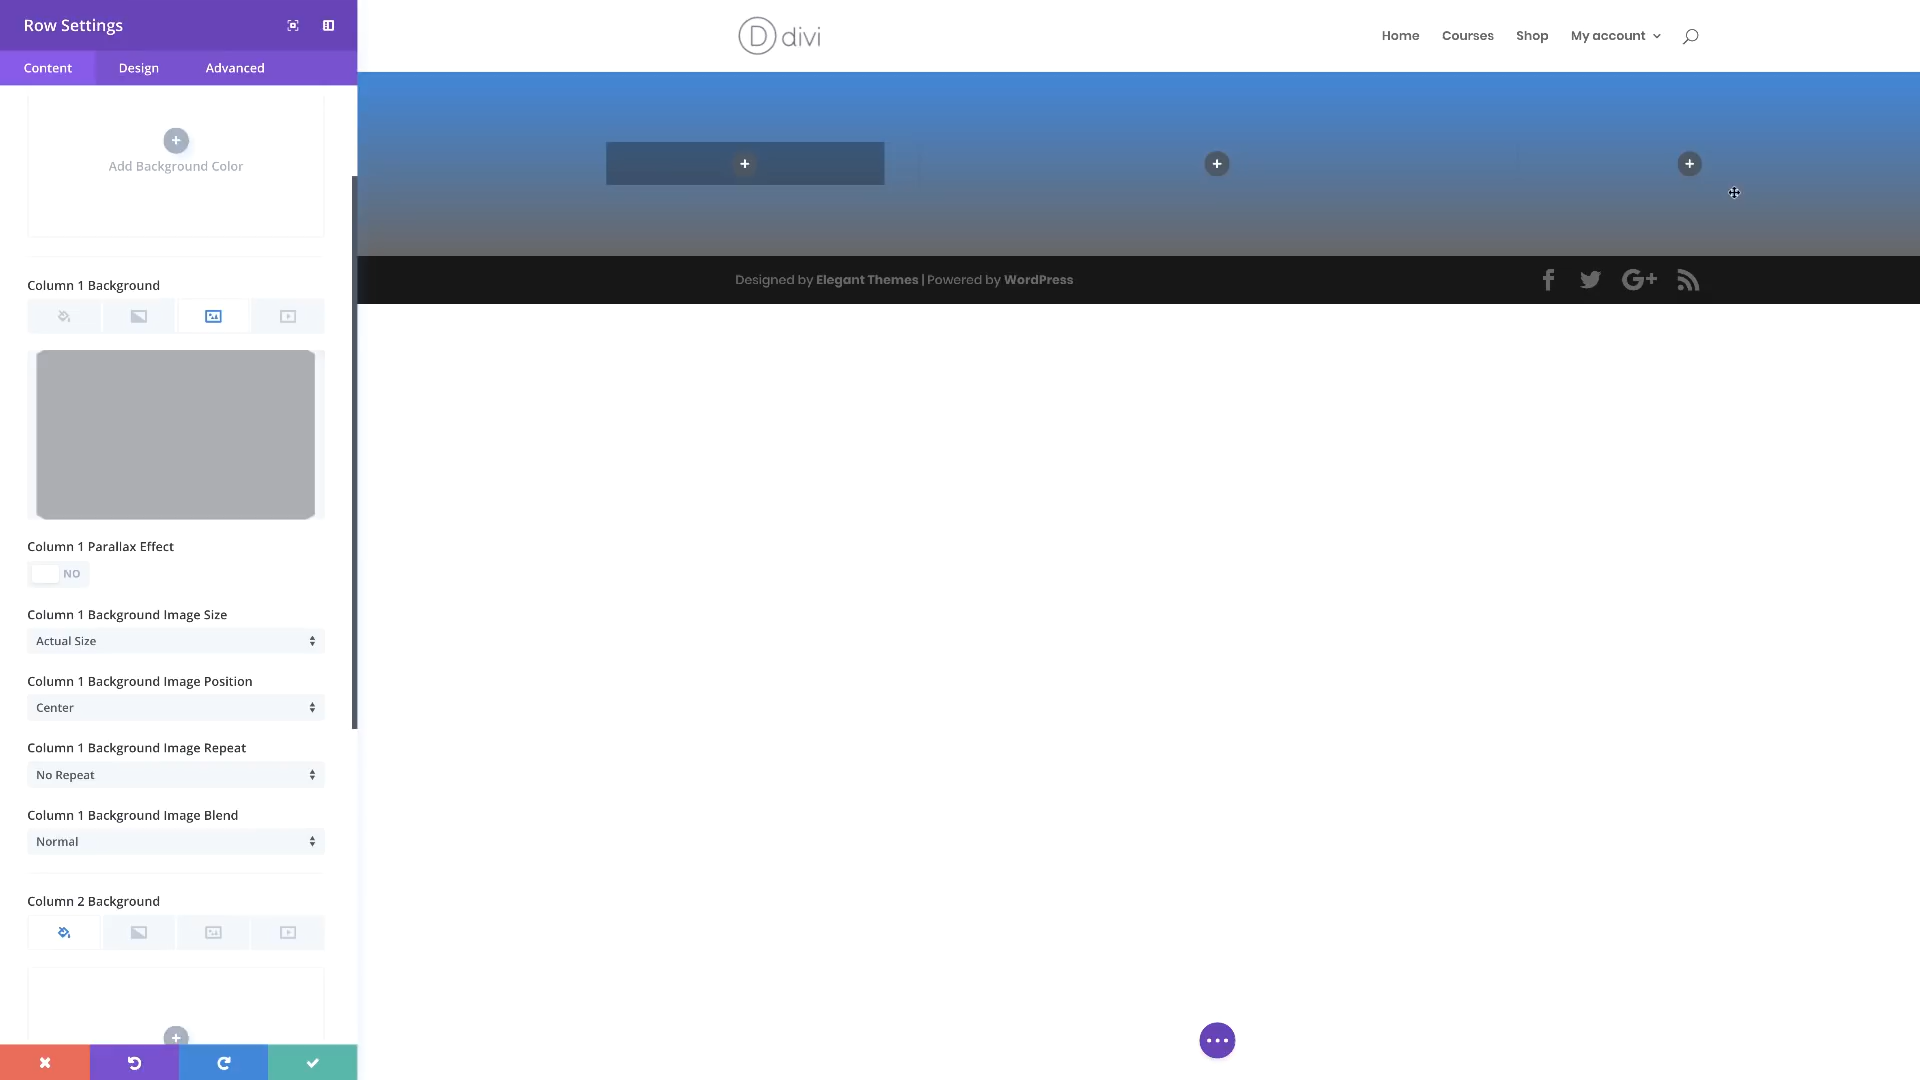 Row Settings
Content
Design
Advanced
Add Background Color
Column 1 Background
Column 1 Parallax Effect
NO
Column 1 Background Image Size
Actual Size
Column 1 Background Image Position
Center
Column 1 Background Image Repeat
No Repeat
Column 1 Background Image Blend
Normal
Column 2 Background
D divi
Home
Courses
Shop
My account
Designed by Elegant Themes | Powered by WordPress